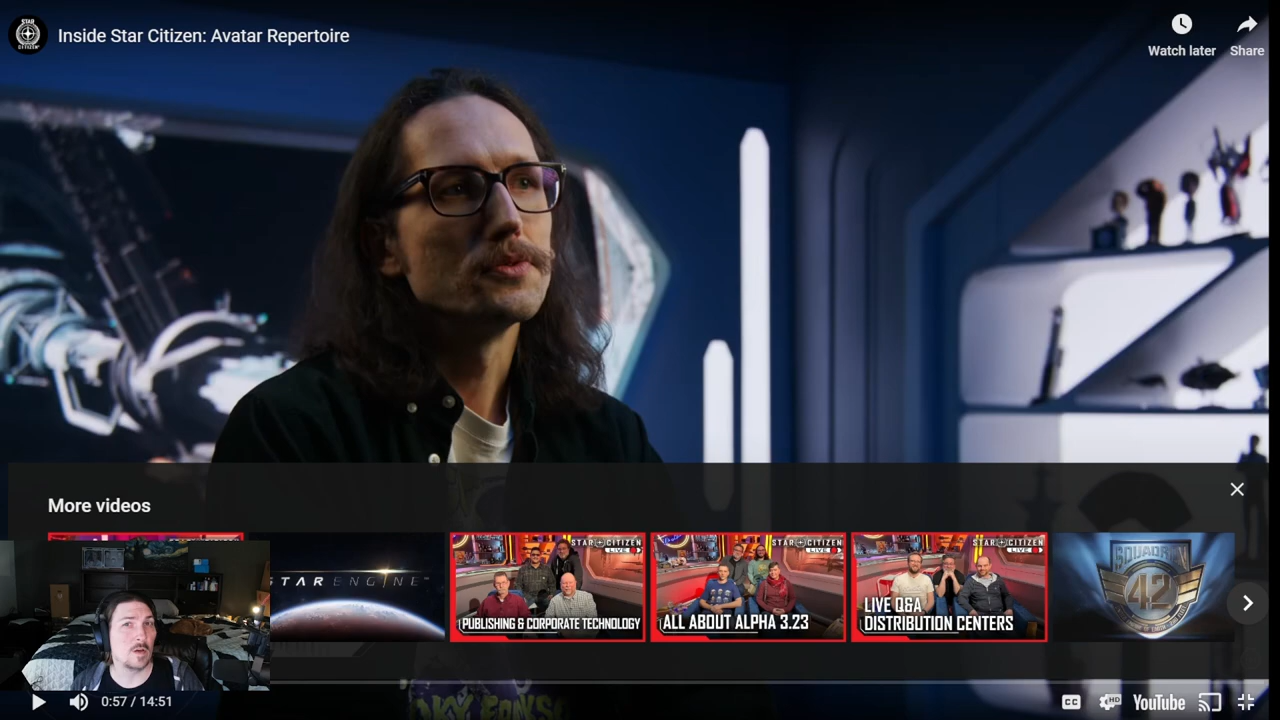 Inside Star Citizen: Avatar Repertoire
Watch later
Share
More videos
STAR ENGINE
STAR CITIZEN
LIVE
PUBLISHING & CORPORATE TECHNOLOGY
STAR CITIZEN
LIVE
ALL ABOUT ALPHA 3.23
STAR CITIZEN
LIVE
LIVE Q&A
DISTRIBUTION CENTERS
SQUADRON
42
0:57 / 14:51
CC
HD
YouTube